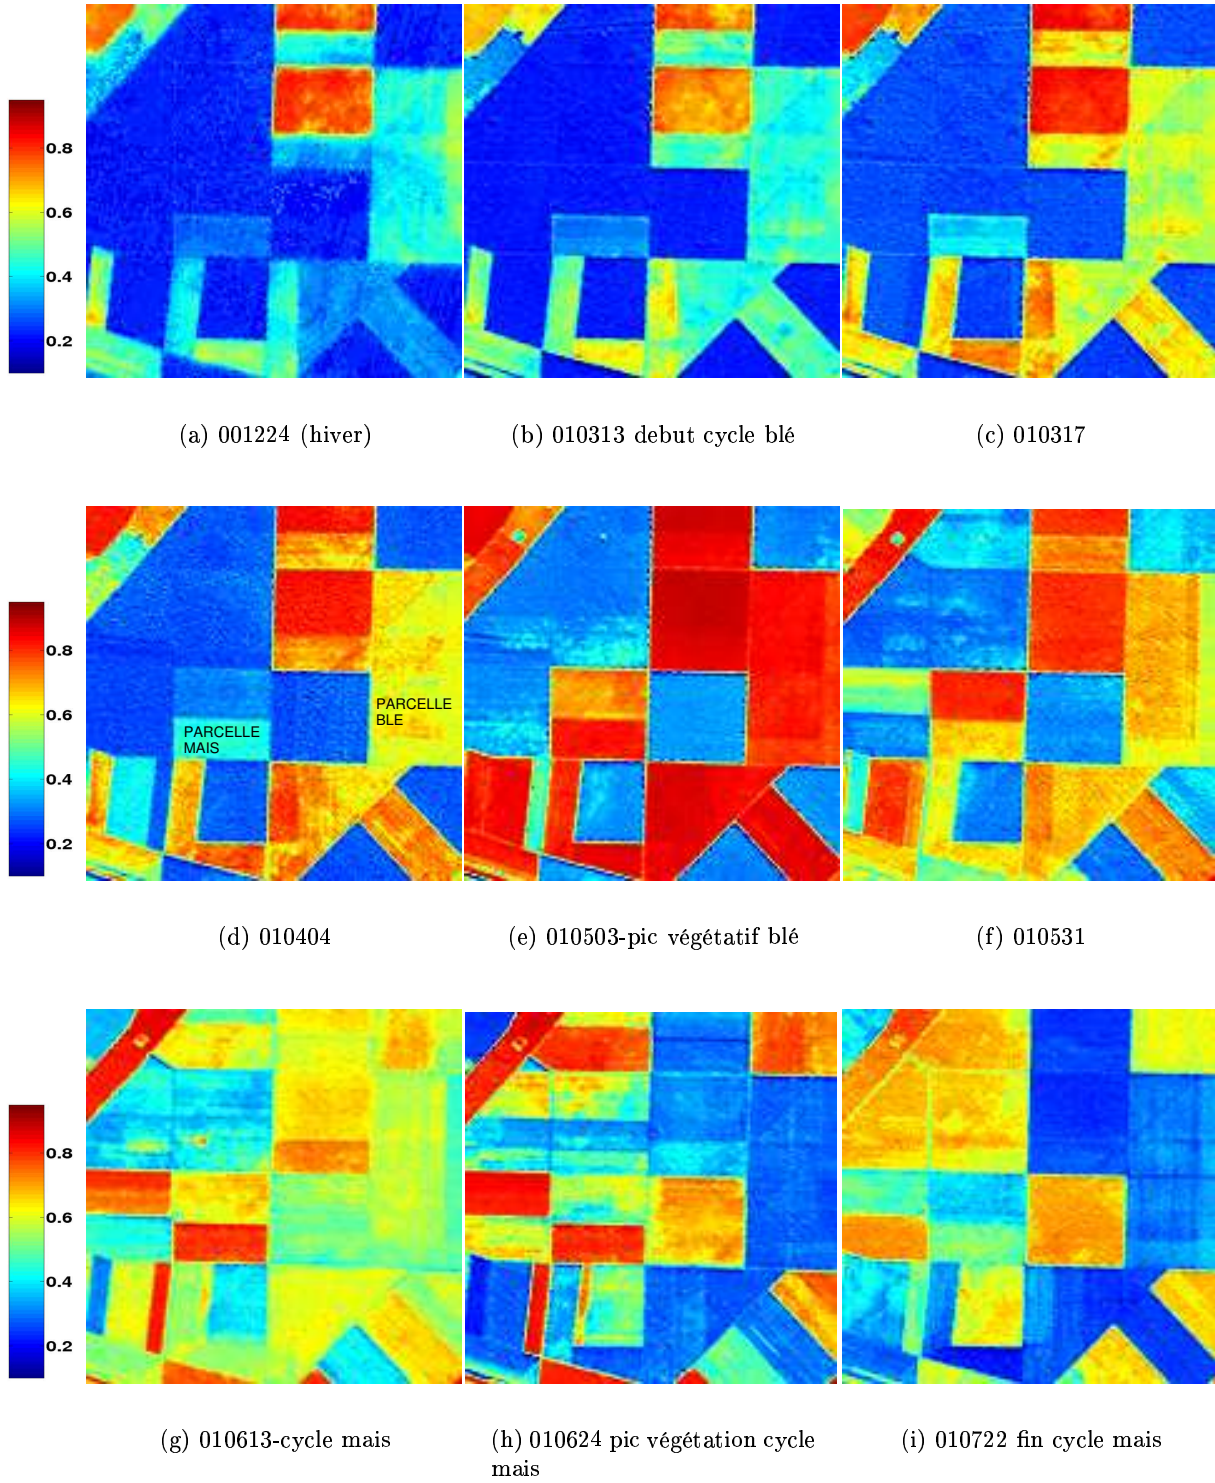 0.8
0.6
0.4
0.2
(a) 001224 (hiver)
(b) 010313 debut cycle blé
(c) 010317
0.8
0.6
0.4
0.2
PARCELLE
MAIS
PARCELLE
BLE
(d) 010404
(e) 010503-pic végétatif blé
(f) 010531
0.8
0.6
0.4
0.2
(g) 010613-cycle mais
(h) 010624 pic végétation cycle
mais
(i) 010722 fin cycle mais